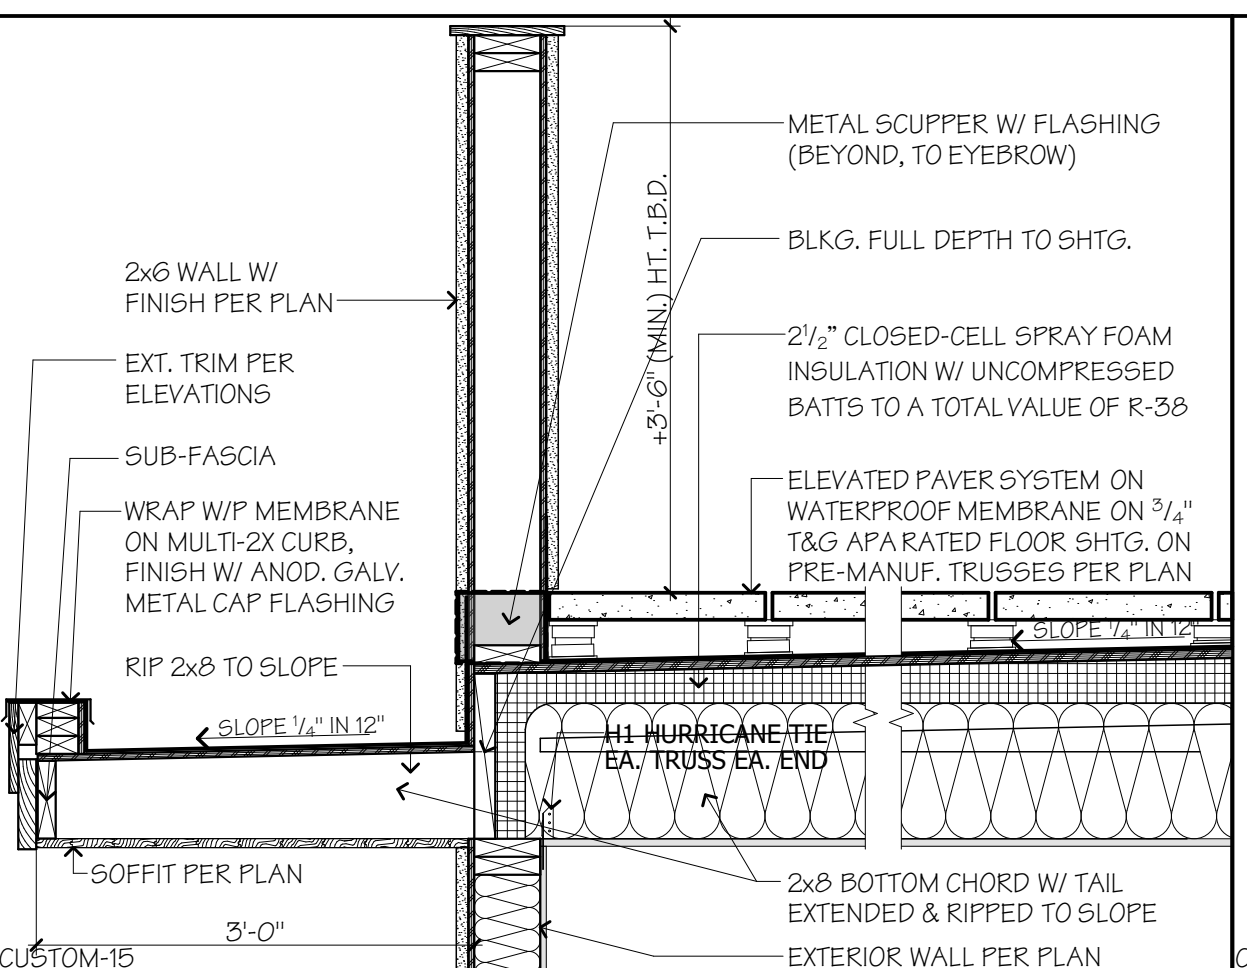 METAL SCUPPER W/ FLASHING
(BEYOND, TO EYEBROW)
+3'-6" (MIN.) HT. T.B.D.
BLKG. FULL DEPTH TO SHTG.
2x6 WALL W/
FINISH PER PLAN
2 1/2” CLOSED-CELL SPRAY FOAM
INSULATION W/ UNCOMPRESSED
BATTS TO A TOTAL VALUE OF R-38
EXT. TRIM PER
ELEVATIONS
SUB-FASCIA
ELEVATED PAVER SYSTEM ON
WATERPROOF MEMBRANE ON 3/4"
T&G APA RATED FLOOR SHTG. ON
PRE-MANUF. TRUSSES PER PLAN
WRAP W/P MEMBRANE
ON MULTI-2X CURB,
FINISH W/ ANOD. GALV.
METAL CAP FLASHING
SLOPE 1/4" IN 12"
RIP 2x8 TO SLOPE
SLOPE 1/4" IN 12"
H1 HURRICANE TIE
EA. TRUSS EA. END
SOFFIT PER PLAN
2x8 BOTTOM CHORD W/ TAIL
EXTENDED & RIPPED TO SLOPE
3'-0"
EXTERIOR WALL PER PLAN
CUSTOM-15